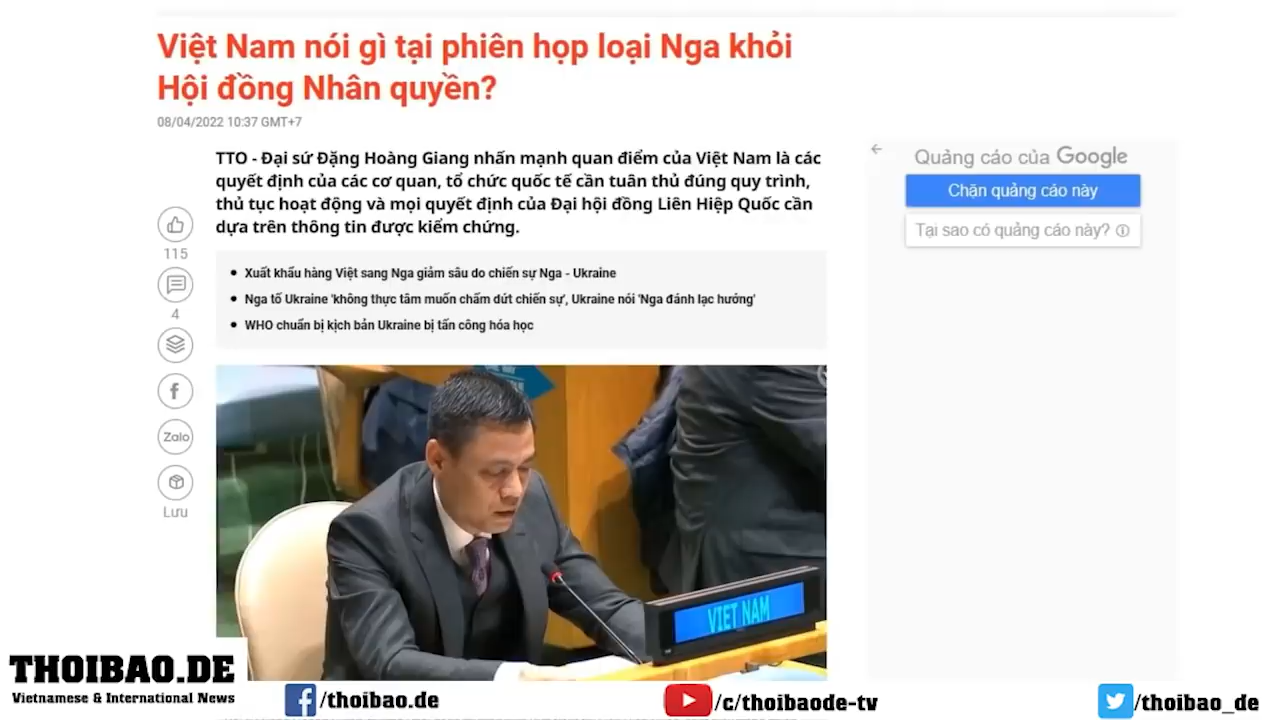 Việt Nam nói gì tại phiên họp loại Nga khỏi
Hội đồng Nhân quyền?
08/04/2022 10:37 GMT+7
TTO - Đại sứ Đặng Hoàng Giang nhấn mạnh quan điểm của Việt Nam là các
quyết định của các cơ quan, tổ chức quốc tế cần tuân thủ đúng quy trình,
thủ tục hoạt động và mọi quyết định của Đại hội đồng Liên Hiệp Quốc cần
dựa trên thông tin được kiểm chứng.
115
4
Zalo
Lưu
Xuất khẩu hàng Việt sang Nga giảm sâu do chiến sự Nga - Ukraine
Nga tố Ukraine 'không thực tâm muốn chấm dứt chiến sự', Ukraine nói 'Nga đánh lạc hướng'
WHO chuẩn bị kịch bản Ukraine bị tấn công hóa học
Quảng cáo của Google
Chặn quảng cáo này
Tại sao có quảng cáo này?
VIET NAM
THOIBAO.DE
Vietnamese & International News
/thoibao.de
/c/thoibaode-tv
/thoibao_de